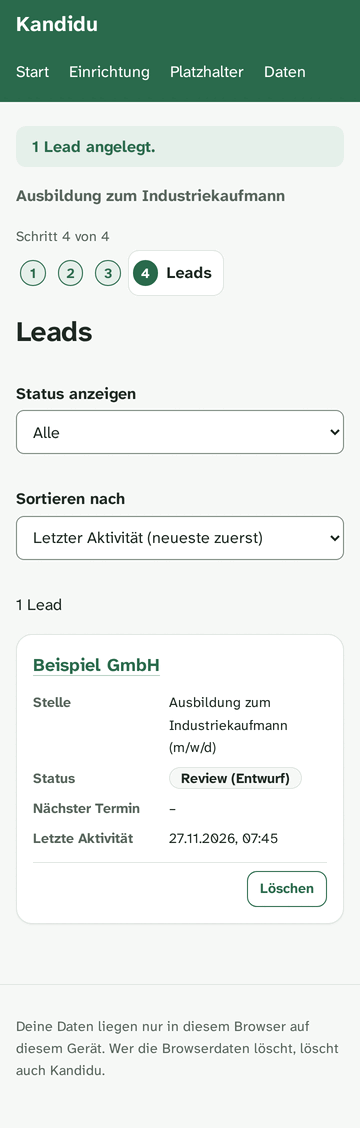 Kandidu
Start Einrichtung Platzhalter Daten
1 Lead angelegt.
Ausbildung zum Industriekaufmann
Schritt 4 von 4
1 2 3 4 Leads
Leads
Status anzeigen
Alle
Sortieren nach
Letzter Aktivität (neueste zuerst)
1 Lead
Beispiel GmbH
Stelle Ausbildung zum
Industriekaufmann
(m/w/d)
Status Review (Entwurf)
Nächster Termin –
Letzte Aktivität 27.11.2026, 07:45
Löschen
Deine Daten liegen nur in diesem Browser auf
diesem Gerät. Wer die Browserdaten löscht, löscht
auch Kandidu.